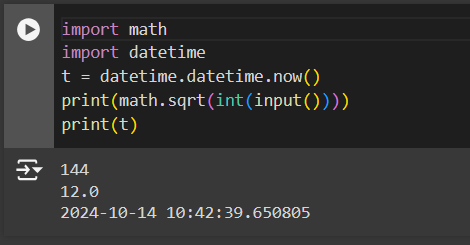 import math
import datetime
t = datetime.datetime.now()
print(math.sqrt(int(input())))
print(t)
144
12.0
2024-10-14 10:42:39.650805